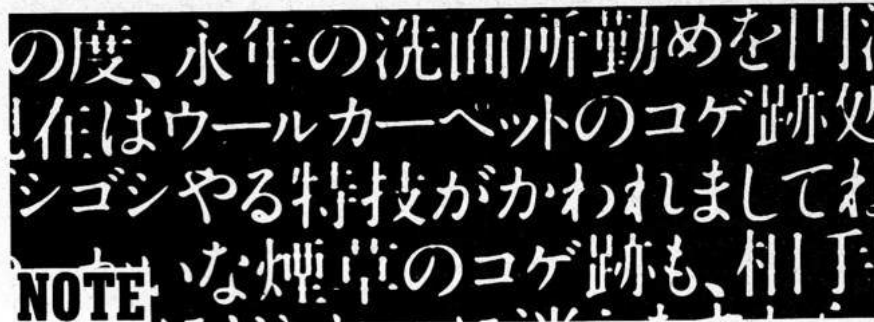 の度、永年の洗面所勤めを円
現在はウールカーペットのコゲ跡処
ゴシゴシやる特技がかわれましてね
な煙草のコゲ跡も、相手
NOTE